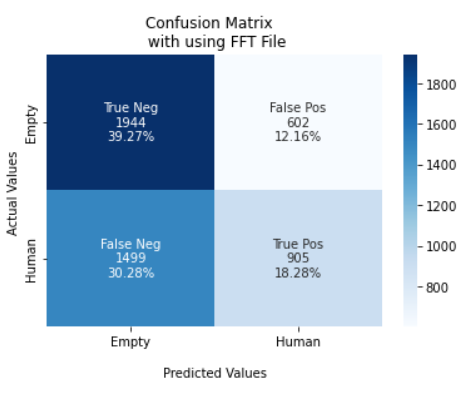 Confusion Matrix
with using FFT File
True Neg
1944
39.27%
False Pos
602
12.16%
False Neg
1499
30.28%
True Pos
905
18.28%
Empty
Human
Actual Values
Empty
Human
Predicted Values
1800
1600
1400
1200
1000
800